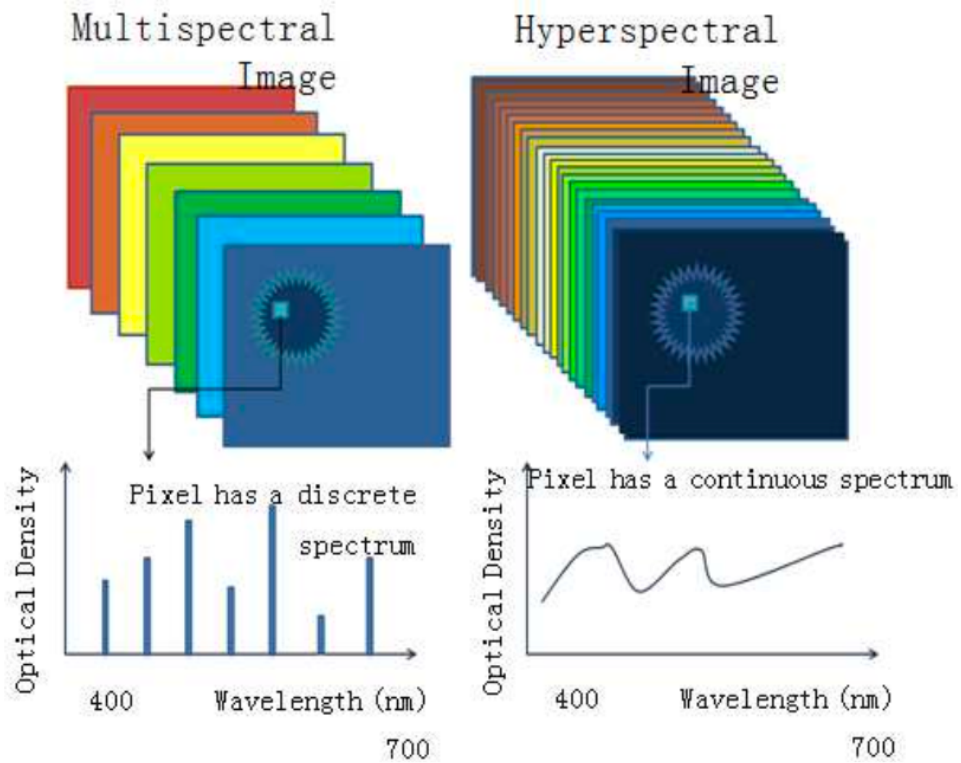 Multispectral
Image
Hyperspectral
Image
Optical Density
Pixel has a discrete
spectrum
400
Wavelength (nm)
700
Optical Density
Pixel has a continuous spectrum
400
Wavelength (nm)
700